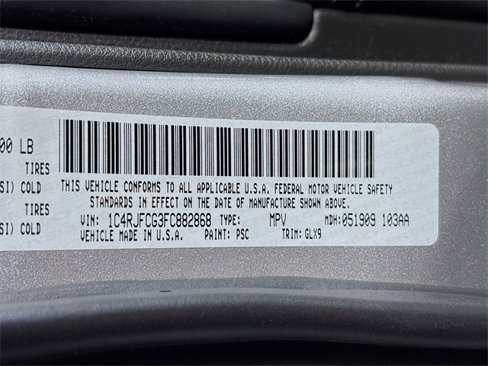 00 LB
TIRES
SI) COLD
TIRES
SI) COLD
THIS VEHICLE CONFORMS TO ALL APPLICABLE U.S.A. FEDERAL MOTOR VEHICLE SAFETY
STANDARDS IN EFFECT ON THE DATE OF MANUFACTURE SHOWN ABOVE.
VIN: 1C4RJFCG3FC882868 TYPE: MPV MDH:051909 103AA
VEHICLE MADE IN U.S.A. PAINT: PSC TRIM: GLX9